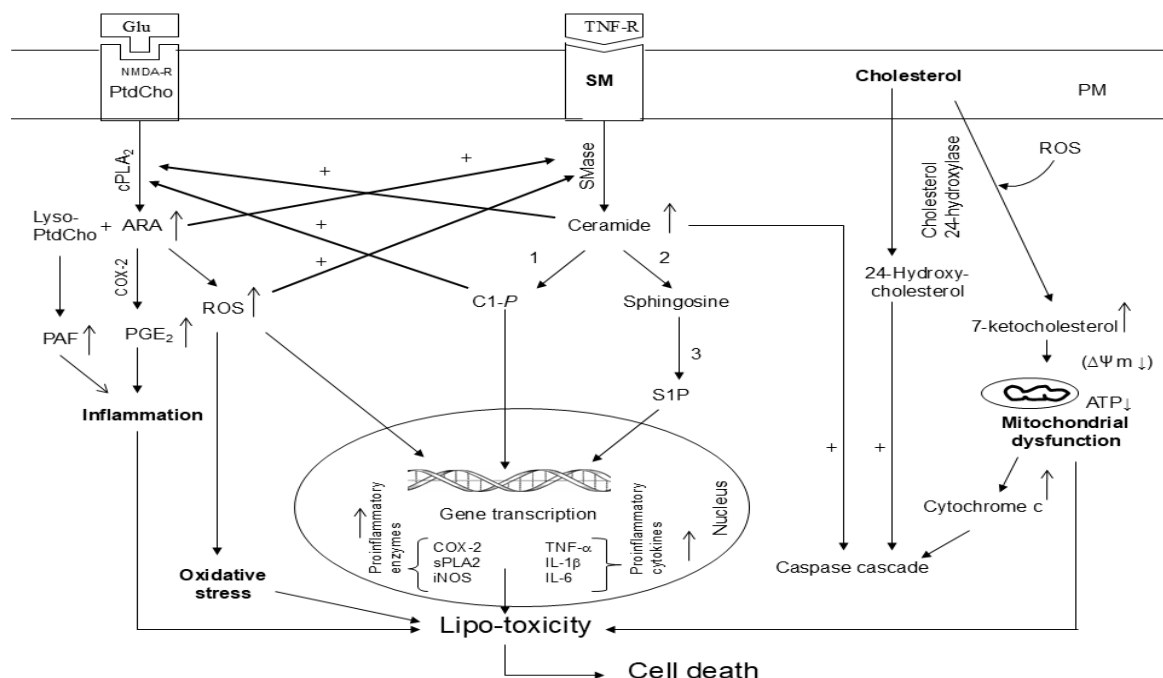 Glu
NMDA-R
PtdCho
TNF-R
SM
Cholesterol
PM
cPLA2
SMase
Cholesterol
24-hydroxylase
ROS
+
+
+
+
Lyso-
PtdCho
+ ARA
COX-2
ROS
Ceramide
1
2
C1-P
Sphingosine
3
S1P
24-Hydroxy-
cholesterol
7-ketocholesterol
PAF
PGE2
(ΔΨm↓)
ATP↓
Mitochondrial
dysfunction
Inflammation
+
+
Cytochrome c
Caspase cascade
Gene transcription
Nucleus
Proinflammatory
enzymes
COX-2
sPLA2
iNOS
TNF-α
IL-1β
IL-6
Proinflammatory
cytokines
Oxidative
stress
Lipo-toxicity
Cell death